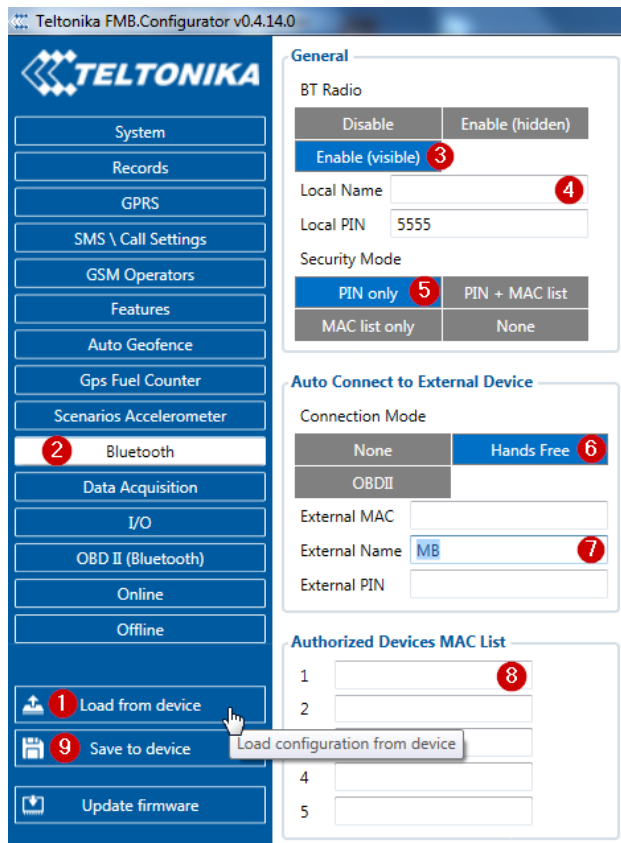 Teltonika FMB.Configurator v0.4.14.0
TELTONIKA
System
Records
GPRS
SMS \ Call Settings
GSM Operators
Features
Auto Geofence
Gps Fuel Counter
Scenarios Accelerometer
2 Bluetooth
Data Acquisition
I/O
OBD II (Bluetooth)
Online
Offline
1 Load from device
9 Save to device
Update firmware
General
BT Radio
Disable Enable (hidden)
Enable (visible) 3
Local Name 4
Local PIN 5555
Security Mode
PIN only 5 PIN + MAC list
MAC list only None
Auto Connect to External Device
Connection Mode
None Hands Free 6
OBDII
External MAC
External Name MB 7
External PIN
Authorized Devices MAC List
1 8
2
Load configuration from device
4
5